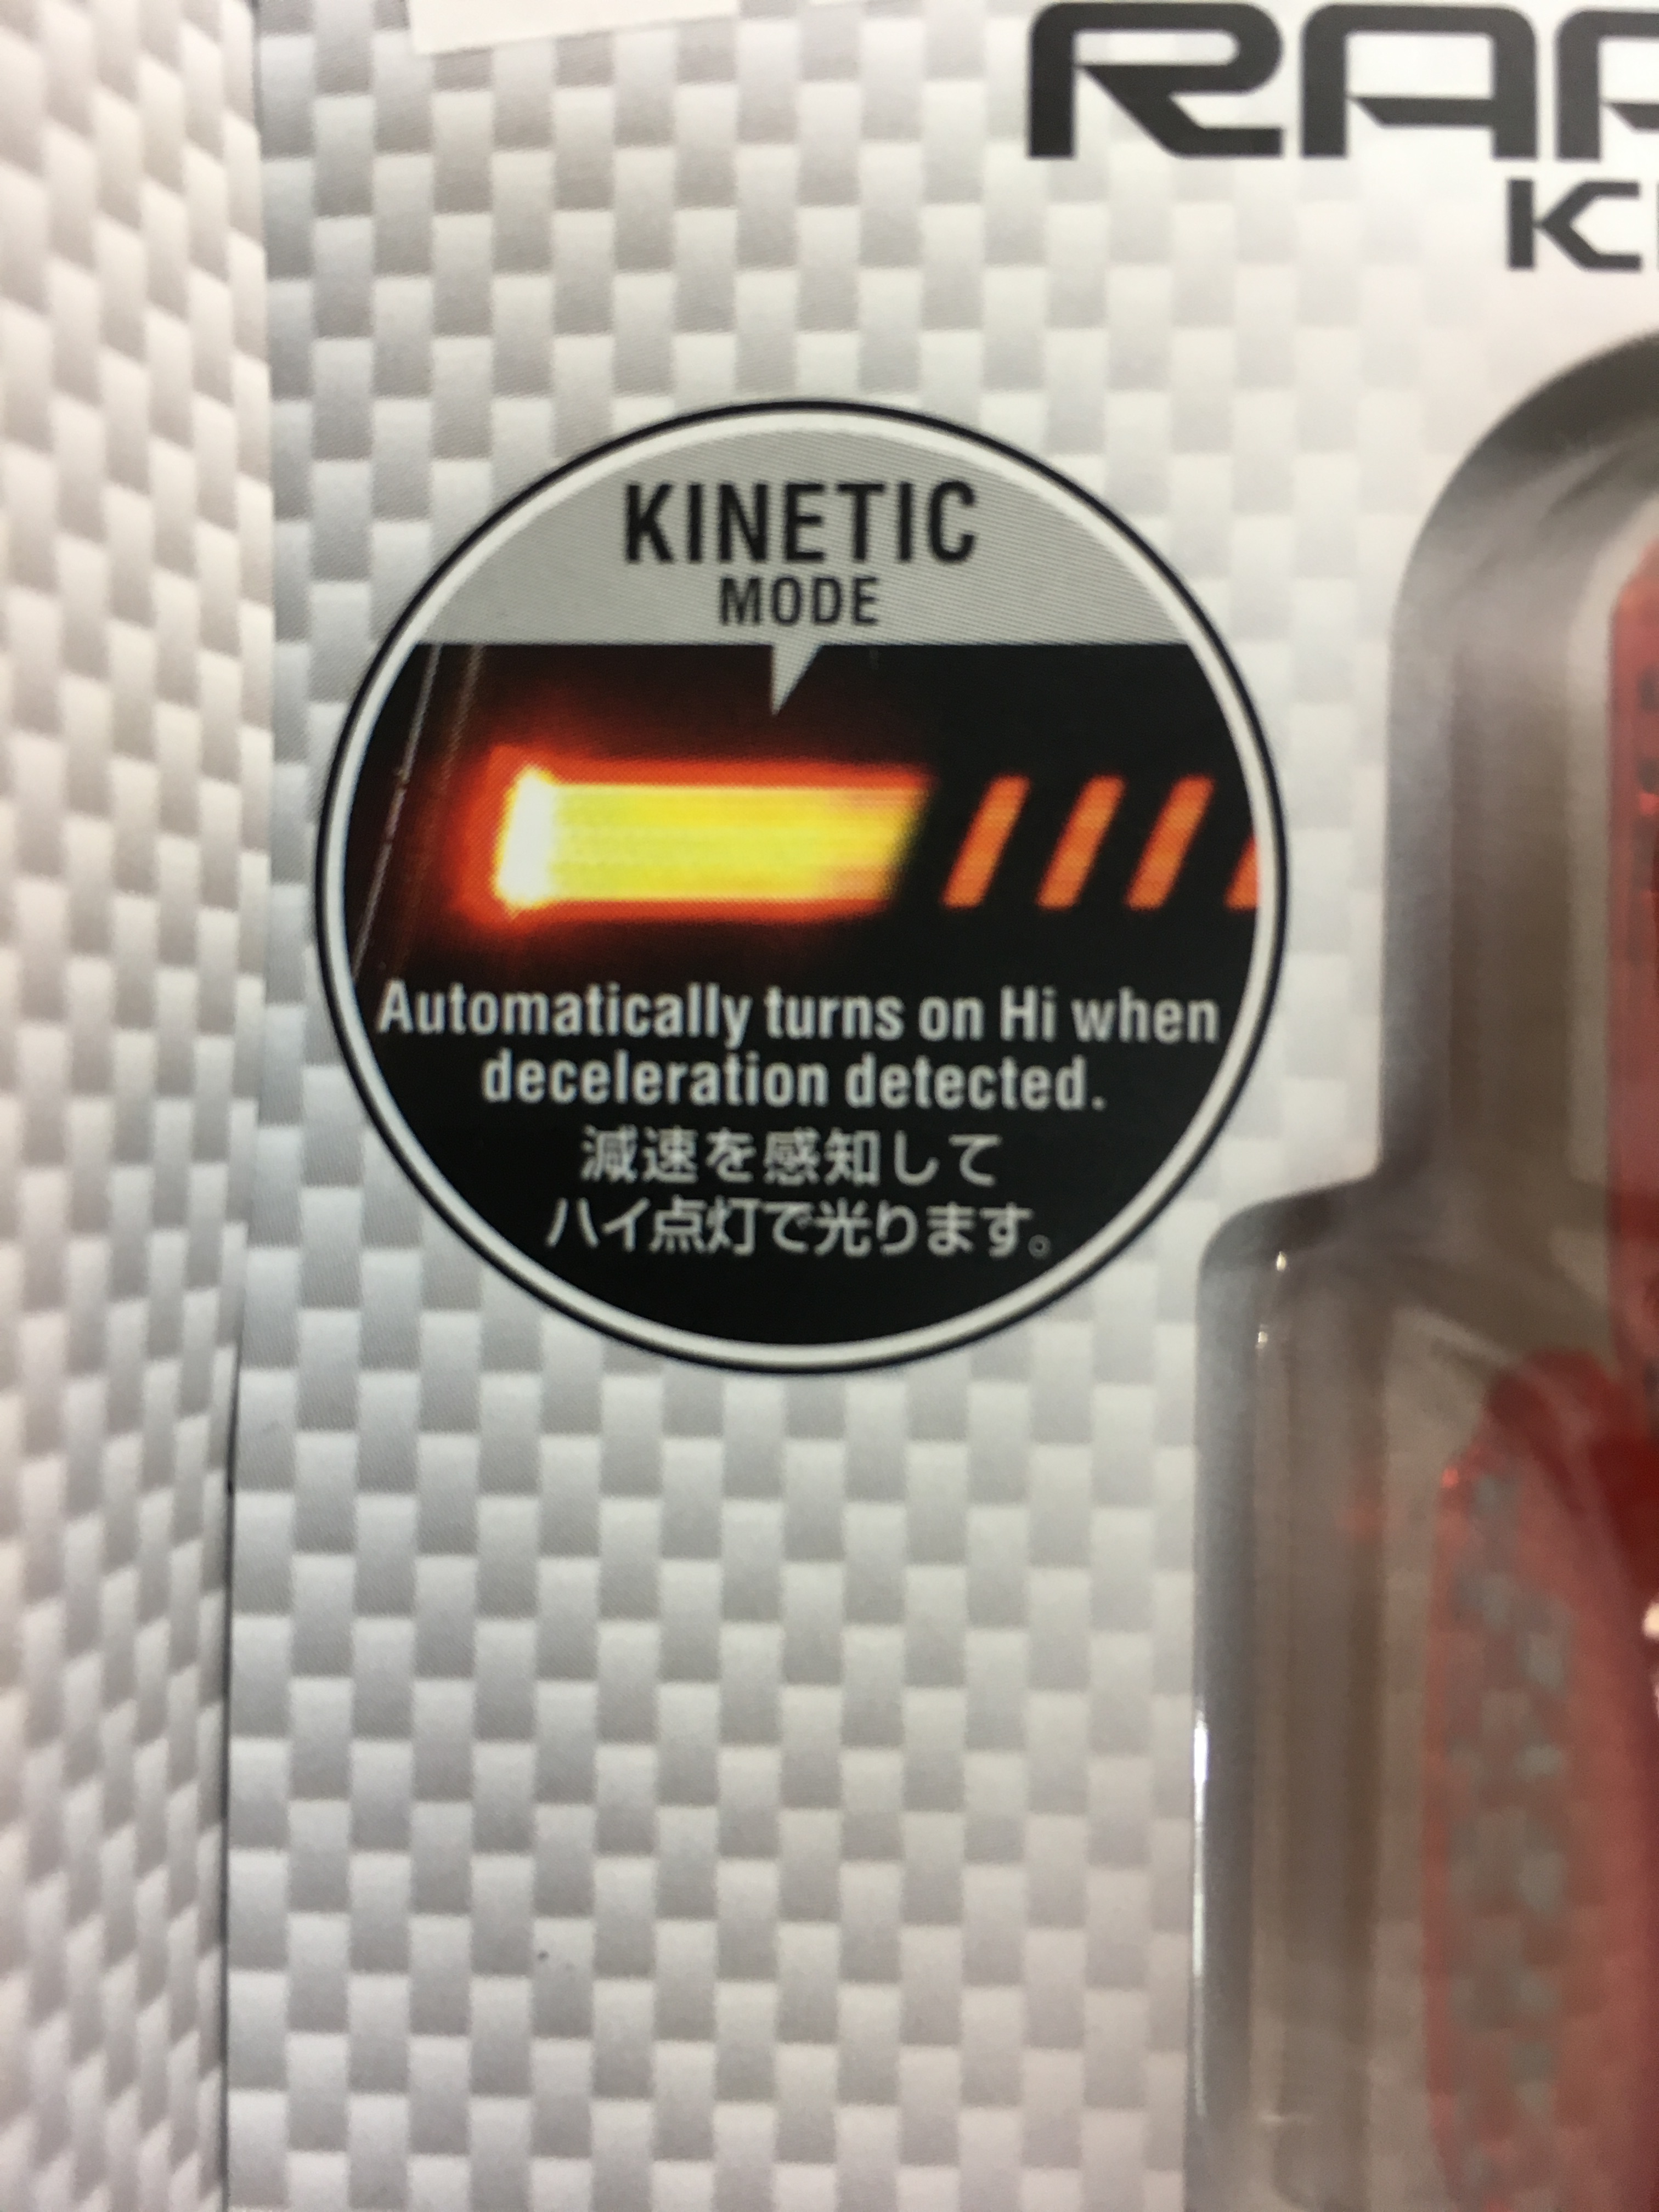 KINETIC
MODE
Automatically turns on Hi when
deceleration detected.
減速を感知して
ハイ点灯で光ります。